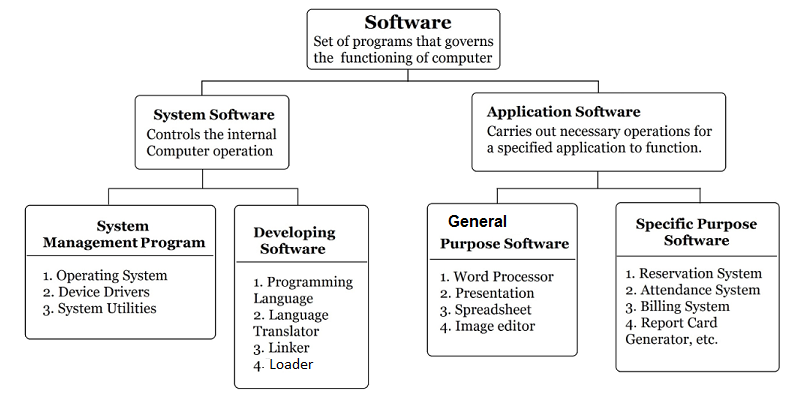 Software
Set of programs that governs
the functioning of computer
System Software
Controls the internal
Computer operation
Application Software
Carries out necessary operations for
a specified application to function.
System
Management Program
1. Operating System
2. Device Drivers
3. System Utilities
Developing
Software
1. Programming
Language
2. Language
Translator
3. Linker
4. Loader
General
Purpose Software
1. Word Processor
2. Presentation
3. Spreadsheet
4. Image editor
Specific Purpose
Software
1. Reservation System
2. Attendance System
3. Billing System
4. Report Card
Generator, etc.